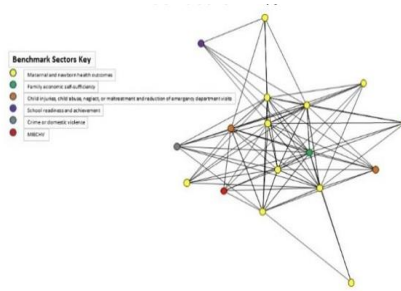 Benchmark Sectors Key
Maternal and newborn health outcomes
Family economic self-sufficiency
Child injuries, child abuse, neglect, or maltreatment and reduction of emergency department visits
School readiness and achievement
Crime or domestic violence
MIECHV